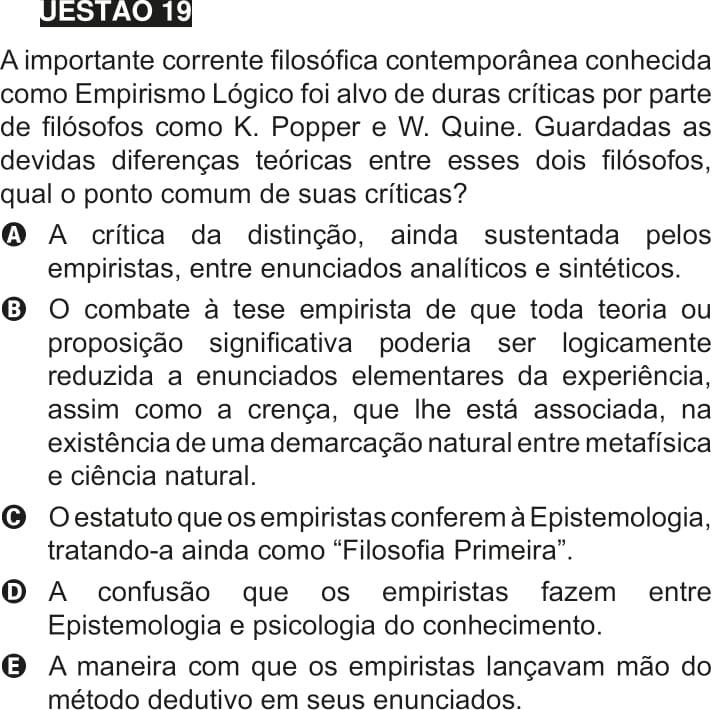 UESTÃO 19
A importante corrente filosófica contemporânea conhecida
como Empirismo Lógico foi alvo de duras críticas por parte
de filósofos como K. Popper e W. Quine. Guardadas as
devidas diferenças teóricas entre esses dois filósofos,
qual o ponto comum de suas críticas?
A A crítica da distinção, ainda sustentada pelos
empiristas, entre enunciados analíticos e sintéticos.
B O combate à tese empirista de que toda teoria ou
proposição significativa poderia ser logicamente
reduzida a enunciados elementares da experiência,
assim como a crença, que lhe está associada, na
existência de uma demarcação natural entre metafísica
e ciência natural.
C O estatuto que os empiristas conferem à Epistemologia,
tratando-a ainda como “Filosofia Primeira”.
D A confusão que os empiristas fazem entre
Epistemologia e psicologia do conhecimento.
E A maneira com que os empiristas lançavam mão do
método dedutivo em seus enunciados.